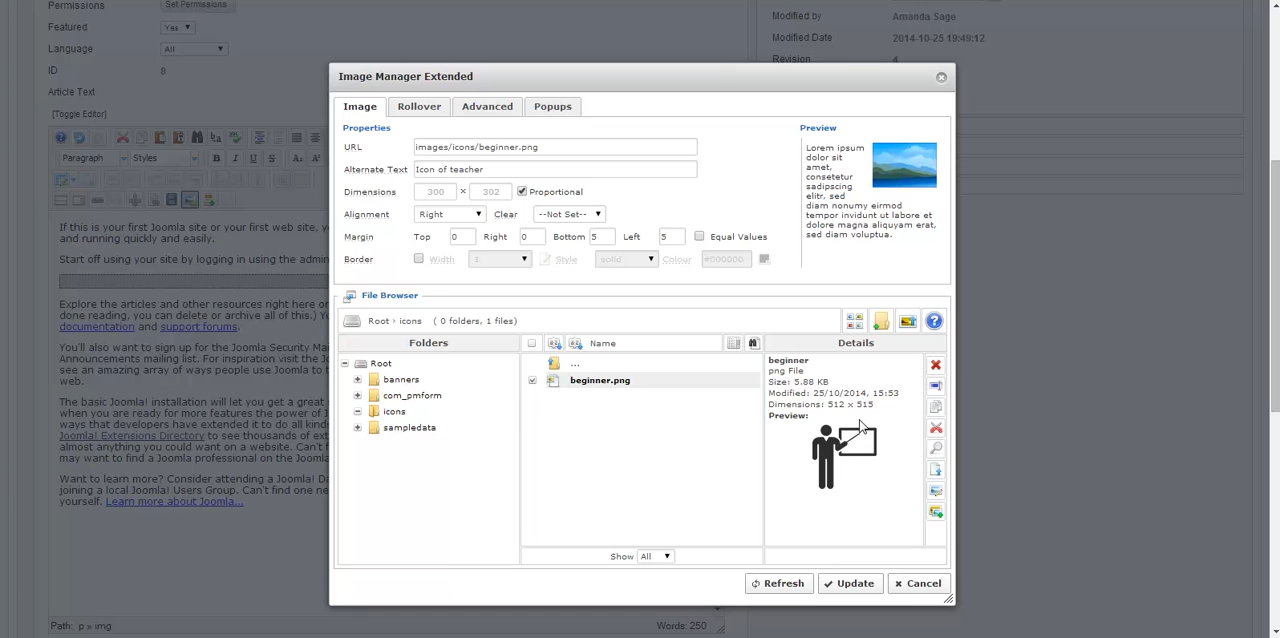 Permissions
Set Permissions
Featured
Yes
Language
All
ID
8
Article Text
[Toggle Editor]
Paragraph
Styles
B I U S
If this is your first Joomla site or your first web site, yo
and running quickly and easily.
Start off using your site by logging in using the admin
Explore the articles and other resources right here on
done reading, you can delete or archive all of this.) Yo
documentation and support forums.
You'll also want to sign up for the Joomla Security Ma
Announcements mailing list. For inspiration visit the Jo
an amazing array of ways people use Joomla to t
web.
The basic Joomla! installation will let you get a great s
when you are ready for more features the power of J
ways that developers have extended it to do all kinds
Joomla! Extensions Directory to see thousands of ext
almost anything you could want on a website. Can't f
may want to find a Joomla professional on the Jooml
Want to learn more? Consider attending a Joomla! Da
joining a local Joomla! Users Group. Can't find one ne
yourself. Learn more about Joomla...
Path: p » img
Words: 250
Modified by
Amanda Sage
Modified Date
2014-10-25 19:49:12
Revision
4
Image Manager Extended
Image
Rollover
Advanced
Popups
Properties
URL
images/icons/beginner.png
Alternate Text
Icon of teacher
Dimensions
300 × 302
Proportional
Alignment
Right
Clear
--Not Set--
Margin
Top 0 Right 0 Bottom 5 Left 5
Equal Values
Border
Width
1
Style
solid
Colour
#000000
Preview
Lorem ipsum
dolor sit
amet,
consetetur
sadipscing
elitr, sed
diam nonumy eirmod
tempor invidunt ut labore et
dolore magna aliquyam erat,
sed diam voluptua.
File Browser
Root › icons ( 0 folders, 1 files)
Folders
Name
Details
Root
banners
com_pmform
icons
sampledata
...
beginner.png
beginner
png File
Size: 5.88 KB
Modified: 25/10/2014, 15:53
Dimensions: 512 x 515
Preview:
Show All
Refresh
Update
Cancel